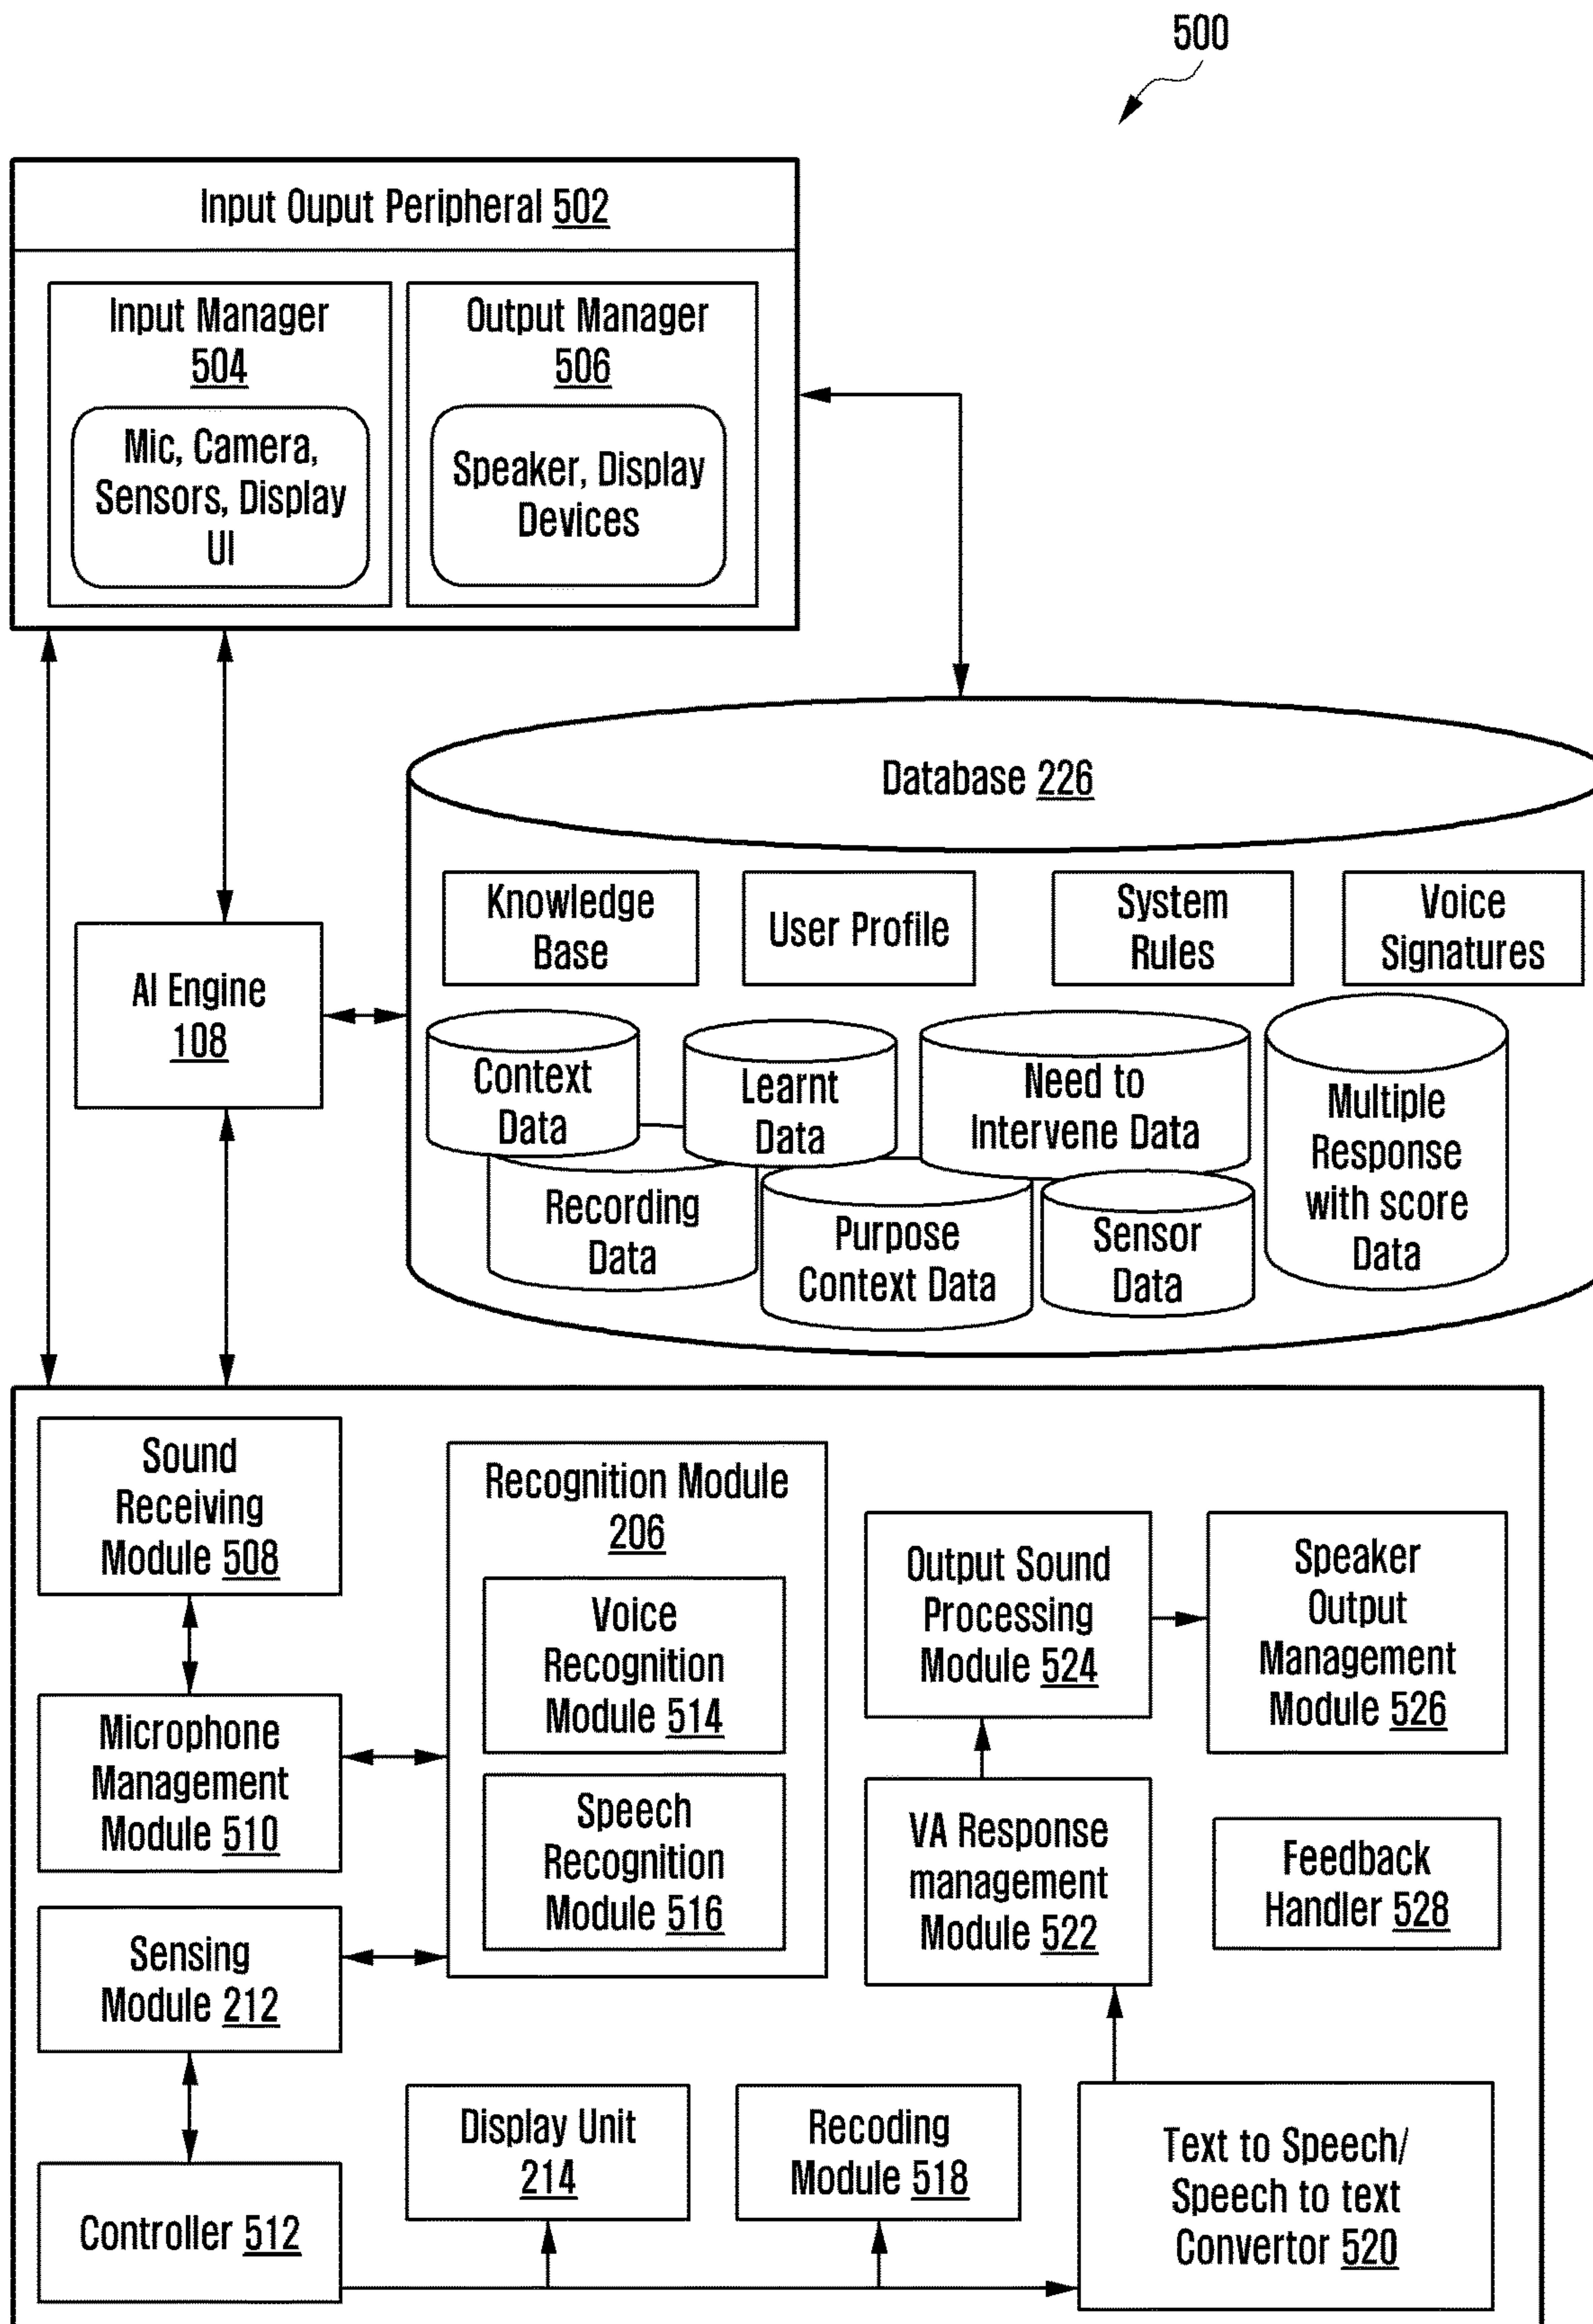 500
Input Ouput Peripheral 502
Input Manager
504
Mic, Camera,
Sensors, Display
UI
Output Manager
506
Speaker, Display
Devices
Database 226
Knowledge
Base
User Profile
System
Rules
Voice
Signatures
AI Engine
108
Context
Data
Learnt
Data
Need to
Intervene Data
Multiple
Response
with score
Data
Recording
Data
Purpose
Context Data
Sensor
Data
Sound
Receiving
Module 508
Microphone
Management
Module 510
Sensing
Module 212
Controller 512
Recognition Module
206
Voice
Recognition
Module 514
Speech
Recognition
Module 516
Output Sound
Processing
Module 524
Speaker
Output
Management
Module 526
VA Response
management
Module 522
Feedback
Handler 528
Display Unit
214
Recoding
Module 518
Text to Speech/
Speech to text
Convertor 520